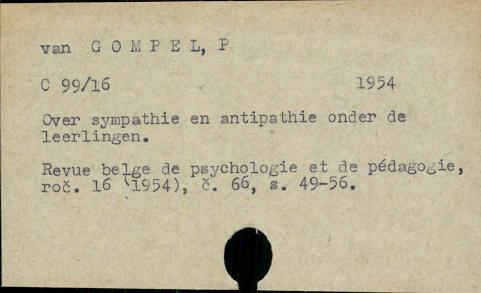 van G O M P E L, P
C 99/16 1954
Over sympathie en antipathie onder de
leerlingen.
Revue belge de psychologie et de pédagogie,
roč. 16 (1954), č. 66, s. 49-56.